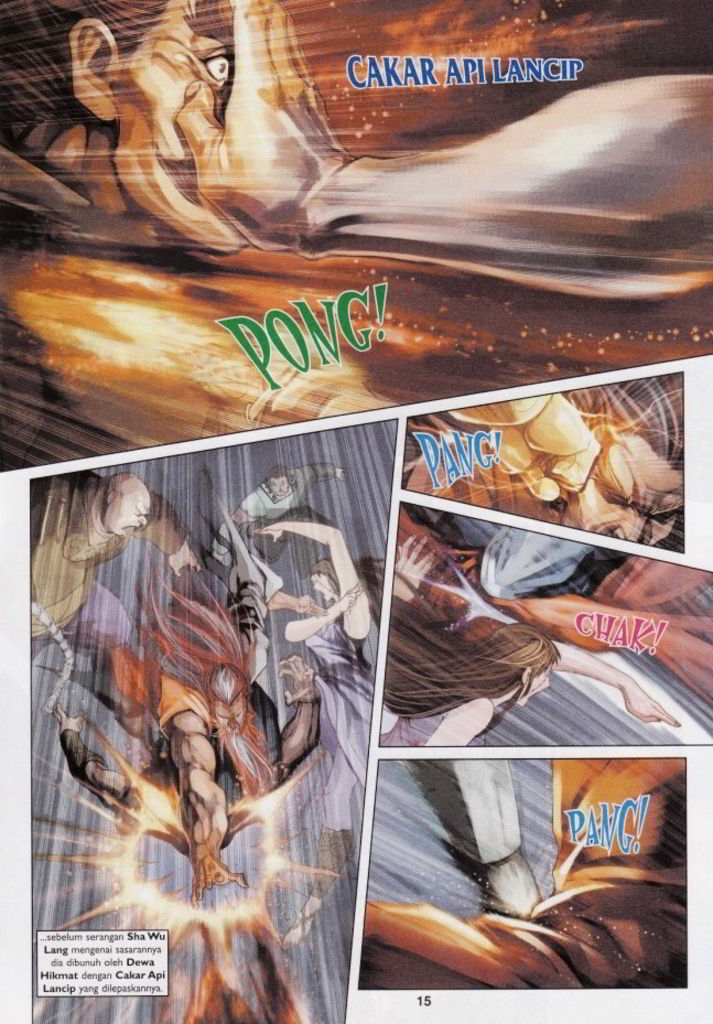 CAKAR API LANCIP
PONG!
PANG!
CHAK!
PANG!
...sebelum serangan Sha Wu
Lang mengenai sasarannya
dia dibunuh oleh Dewa
Hikmat dengan Cakar Api
Lancip yang dilepaskannya.
15